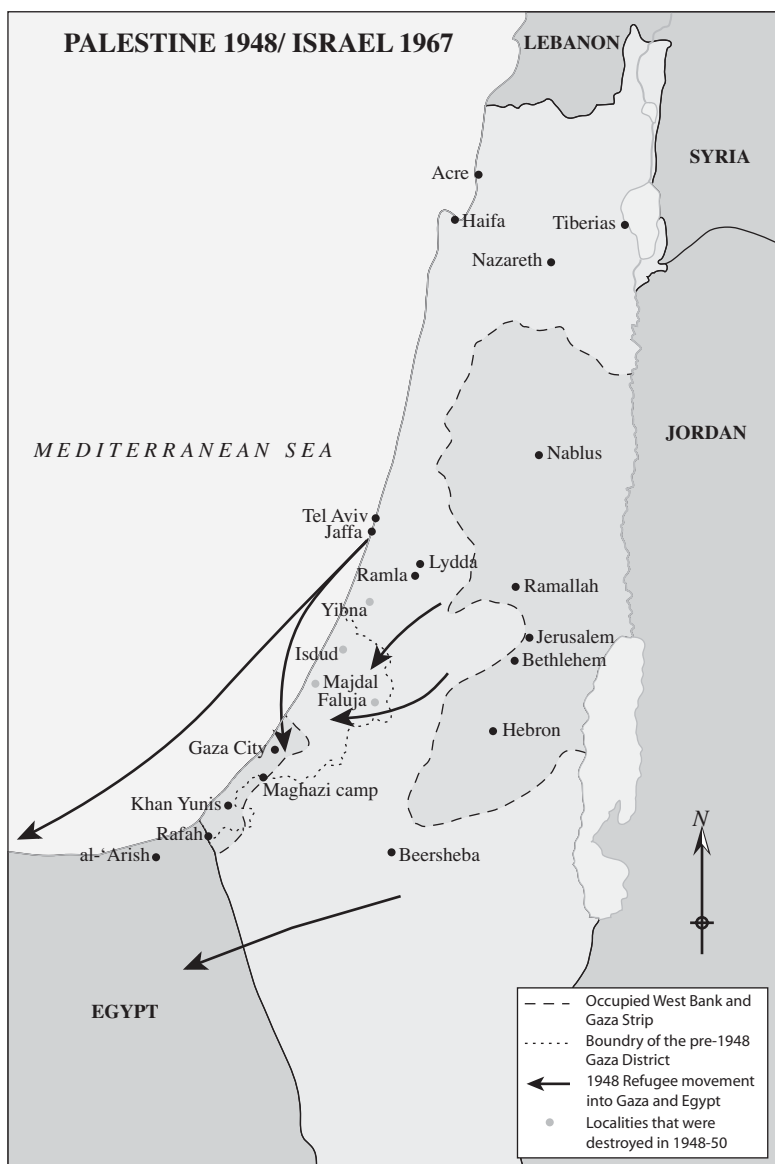 PALESTINE 1948/ ISRAEL 1967
LEBANON
SYRIA
Acre
Haifa
Tiberias
Nazareth
JORDAN
MEDITERRANEAN SEA
Nablus
Tel Aviv
Jaffa
Lydda
Ramla
Ramallah
Yibna
Jerusalem
Isdud
Bethlehem
Majdal
Faluja
Hebron
Gaza City
Maghazi camp
Khan Yunis
Rafah
al-‘Arish
Beersheba
N
EGYPT
Occupied West Bank and
Gaza Strip
Boundry of the pre-1948
Gaza District
1948 Refugee movement
into Gaza and Egypt
Localities that were
destroyed in 1948-50